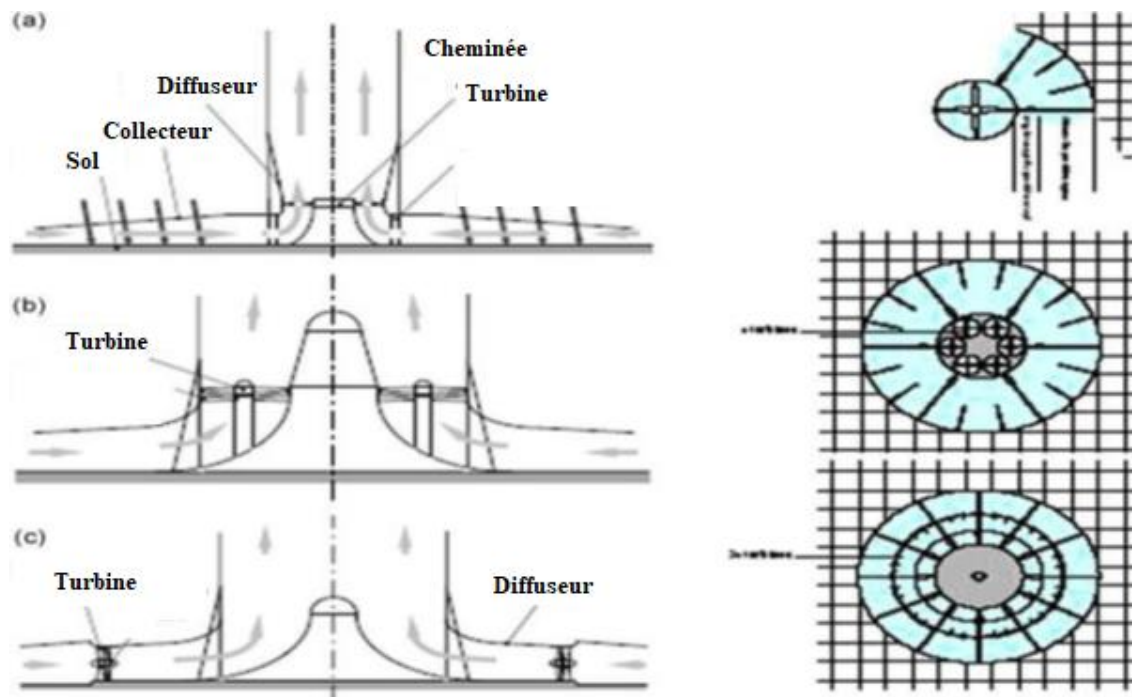 (a)
Cheminée
Diffuseur
Turbine
Collecteur
Sol
(b)
Turbine
(c)
Turbine
Diffuseur